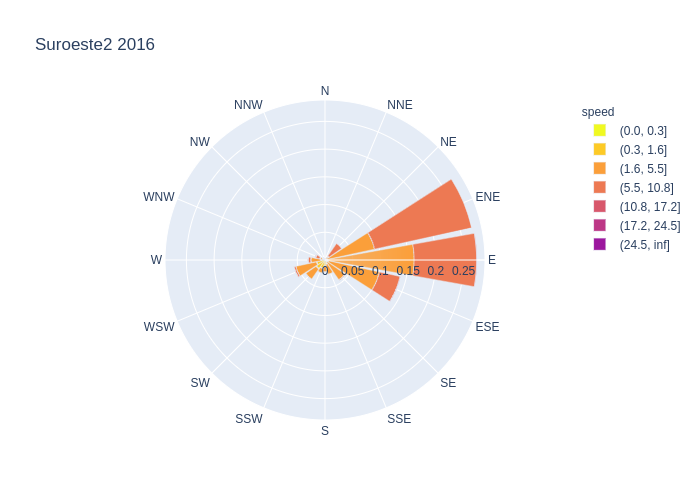 Suroeste2 2016
N
NNE
NE
ENE
E
ESE
SE
SSE
S
SSW
SW
WSW
W
WNW
NW
NNW
0 0.05 0.1 0.15 0.2 0.25
speed
(0.0, 0.3]
(0.3, 1.6]
(1.6, 5.5]
(5.5, 10.8]
(10.8, 17.2]
(17.2, 24.5]
(24.5, inf]